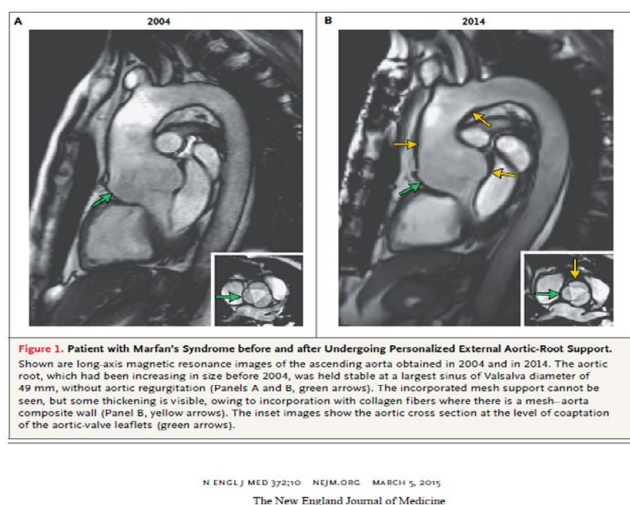 A 2004 B 2014
Figure 1. Patient with Marfan's Syndrome before and after Undergoing Personalized External Aortic-Root Support.
Shown are long-axis magnetic resonance images of the ascending aorta obtained in 2004 and in 2014. The aortic
root, which had been increasing in size before 2004, was held stable at a largest sinus of Valsalva diameter of
49 mm, without aortic regurgitation (Panels A and B, green arrows). The incorporated mesh support cannot be
seen, but some thickening is visible, owing to incorporation with collagen fibers where there is a mesh–aorta
composite wall (Panel B, yellow arrows). The inset images show the aortic cross section at the level of coaptation
of the aortic-valve leaflets (green arrows).
N ENGL J MED 372;10 NEJM.ORG MARCH 5, 2015
The New England Journal of Medicine